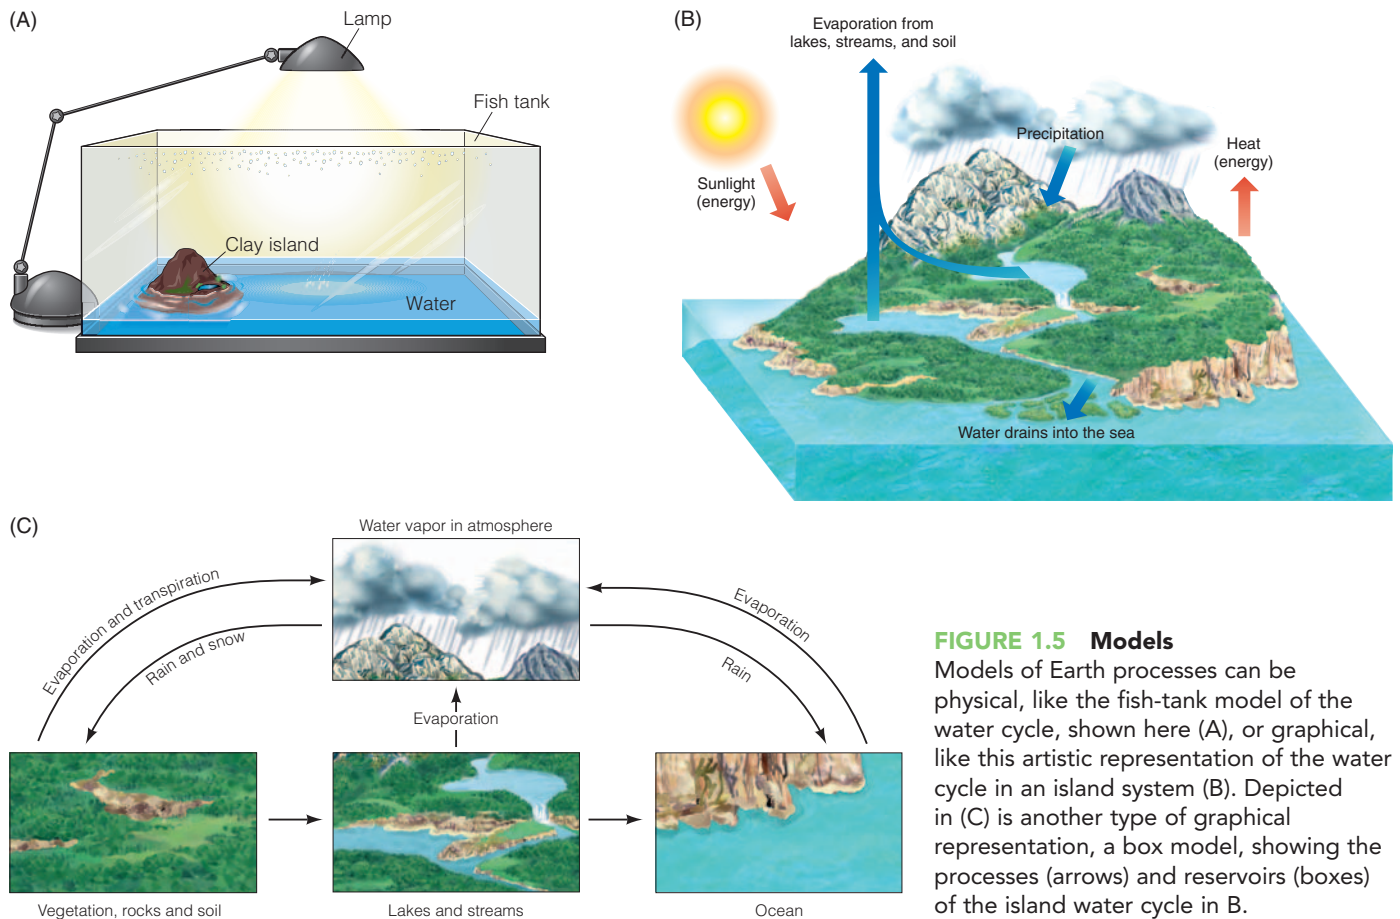 (A)
Lamp
Fish tank
Clay island
Water
(B)
Evaporation from
lakes, streams, and soil
Sunlight
(energy)
Precipitation
Heat
(energy)
Water drains into the sea
(C)
Water vapor in atmosphere
Evaporation and transpiration
Rain and snow
Evaporation
Evaporation
Rain
Vegetation, rocks and soil
Lakes and streams
Ocean
FIGURE 1.5 Models
Models of Earth processes can be
physical, like the fish-tank model of the
water cycle, shown here (A), or graphical,
like this artistic representation of the water
cycle in an island system (B). Depicted
in (C) is another type of graphical
representation, a box model, showing the
processes (arrows) and reservoirs (boxes)
of the island water cycle in B.